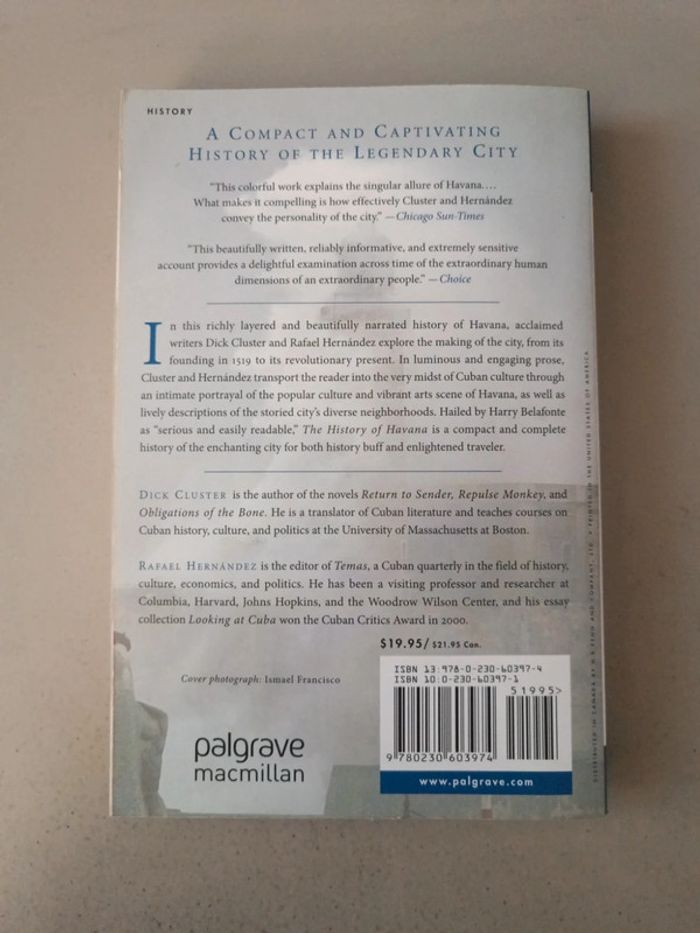 HISTORY
A COMPACT AND CAPTIVATING
HISTORY OF THE LEGENDARY CITY
"This colorful work explains the singular allure of Havana....
What makes it compelling is how effectively Cluster and Hernández
convey the personality of the city." —Chicago Sun-Times
"This beautifully written, reliably informative, and extremely sensitive
account provides a delightful examination across time of the extraordinary human
dimensions of an extraordinary people." —Choice
In this richly layered and beautifully narrated history of Havana, acclaimed
writers Dick Cluster and Rafael Hernández explore the making of the city, from its
founding in 1519 to its revolutionary present. In luminous and engaging prose,
Cluster and Hernández transport the reader into the very midst of Cuban culture through
an intimate portrayal of the popular culture and vibrant arts scene of Havana, as well as
lively descriptions of the storied city's diverse neighborhoods. Hailed by Harry Belafonte
as "serious and easily readable," The History of Havana is a compact and complete
history of the enchanting city for both history buff and enlightened traveler.
DICK CLUSTER is the author of the novels Return to Sender, Repulse Monkey, and
Obligations of the Bone. He is a translator of Cuban literature and teaches courses on
Cuban history, culture, and politics at the University of Massachusetts at Boston.
RAFAEL HERNÁNDEZ is the editor of Temas, a Cuban quarterly in the field of history,
culture, economics, and politics. He has been a visiting professor and researcher at
Columbia, Harvard, Johns Hopkins, and the Woodrow Wilson Center, and his essay
collection Looking at Cuba won the Cuban Critics Award in 2000.
$19.95/ $21.95 Can.
Cover photograph: Ismael Francisco
ISBN 13: 978-0-230-60397-4
ISBN 10: 0-230-60397-1
51995>
9 780230 603974
palgrave
macmillan
www.palgrave.com
DISTRIBUTED IN CANADA BY H.B. FENN AND COMPANY, LTD. • PRINTED IN THE UNITED STATES OF AMERICA